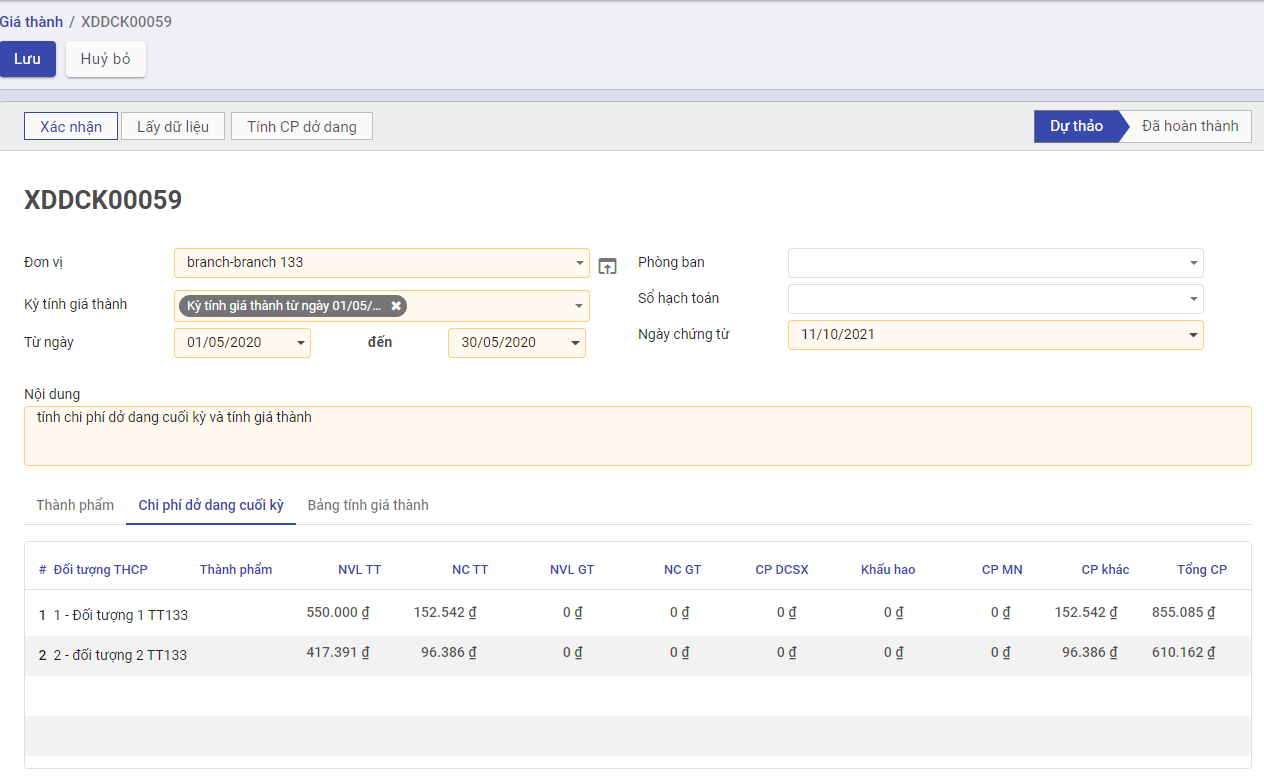 Giá thành / XDDCK00059
Lưu Huỷ bỏ
Xác nhận Lấy dữ liệu Tính CP dở dang Dự thảo Đã hoàn thành
XDDCK00059
Đơn vị branch-branch 133 Phòng ban
Kỳ tính giá thành Kỳ tính giá thành từ ngày 01/05/... Sổ hạch toán
Từ ngày 01/05/2020 đến 30/05/2020 Ngày chứng từ 11/10/2021
Nội dung
tính chi phí dở dang cuối kỳ và tính giá thành
Thành phẩm Chi phí dở dang cuối kỳ Bảng tính giá thành
# Đối tượng THCP Thành phẩm NVL TT NC TT NVL GT NC GT CP DCSX Khấu hao CP MN CP khác Tổng CP
1 1 - Đối tượng 1 TT133 550.000 ₫ 152.542 ₫ 0 ₫ 0 ₫ 0 ₫ 0 ₫ 0 ₫ 152.542 ₫ 855.085 ₫
2 2 - đối tượng 2 TT133 417.391 ₫ 96.386 ₫ 0 ₫ 0 ₫ 0 ₫ 0 ₫ 0 ₫ 96.386 ₫ 610.162 ₫